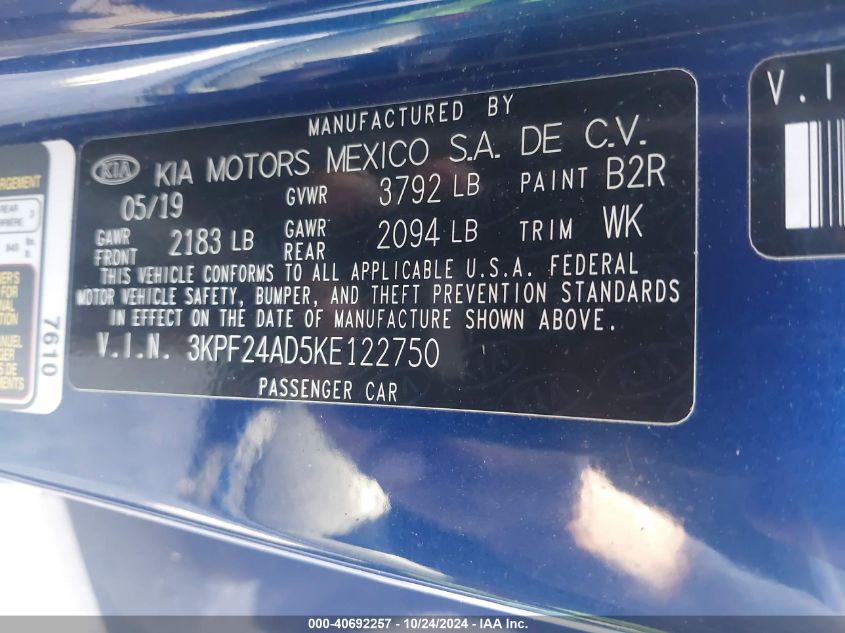 MANUFACTURED BY
KIA KIA MOTORS MEXICO S.A. DE C.V.
05/19 GVWR 3792 LB PAINT B2R
GAWR FRONT 2183 LB GAWR REAR 2094 LB TRIM WK
THIS VEHICLE CONFORMS TO ALL APPLICABLE U.S.A. FEDERAL
MOTOR VEHICLE SAFETY, BUMPER, AND THEFT PREVENTION STANDARDS
IN EFFECT ON THE DATE OF MANUFACTURE SHOWN ABOVE.
V.I.N. 3KPF24AD5KE122750
PASSENGER CAR
V.I
REAR
7610
000-40692257 - 10/24/2024 - IAA Inc.